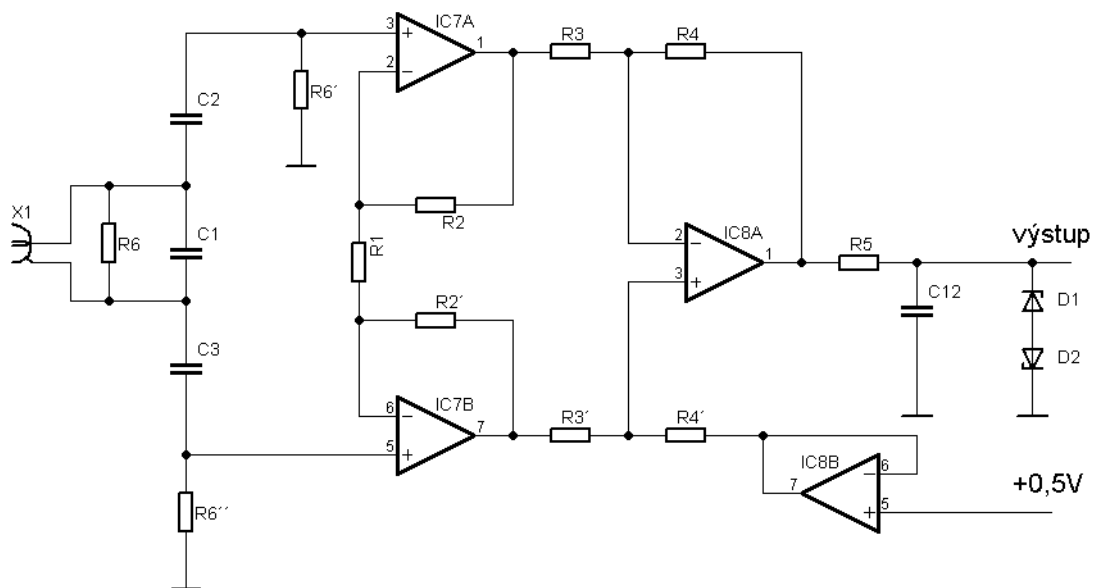 IC7A
3
1
2
R3
R4
C2
R6´
X1
R6
C1
R2
R1
IC8A
2
1
3
R5
výstup
C12
D1
R2´
C3
D2
IC7B
6
7
5
R3´
R4´
IC8B
7
6
5
+0,5V
R6´´